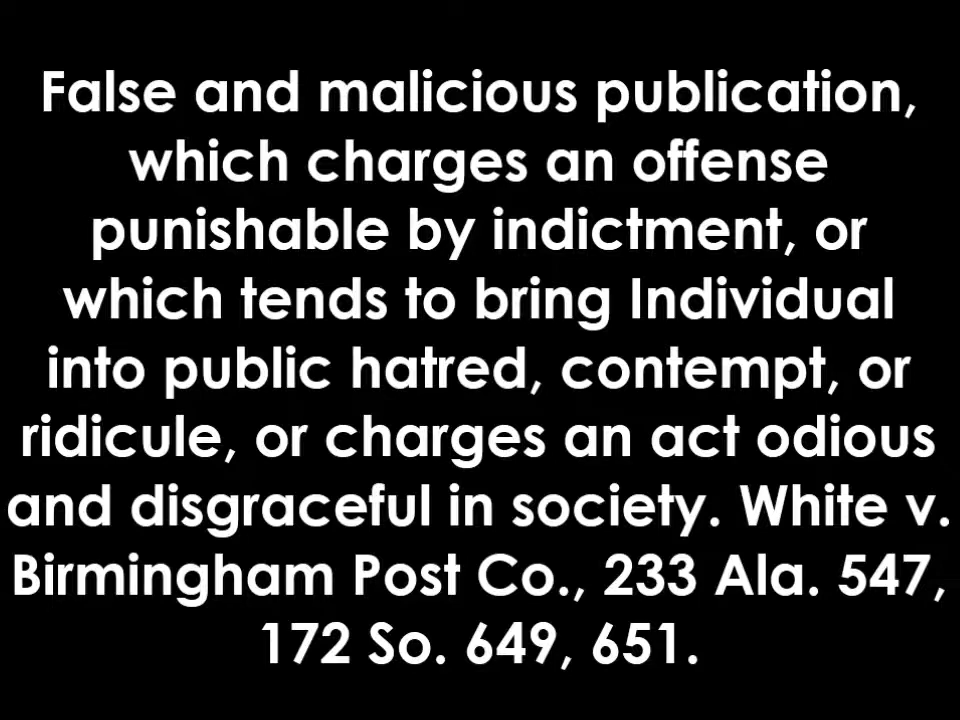 False and malicious publication,
which charges an offense
punishable by indictment, or
which tends to bring Individual
into public hatred, contempt, or
ridicule, or charges an act odious
and disgraceful in society. White v.
Birmingham Post Co., 233 Ala. 547,
172 So. 649, 651.